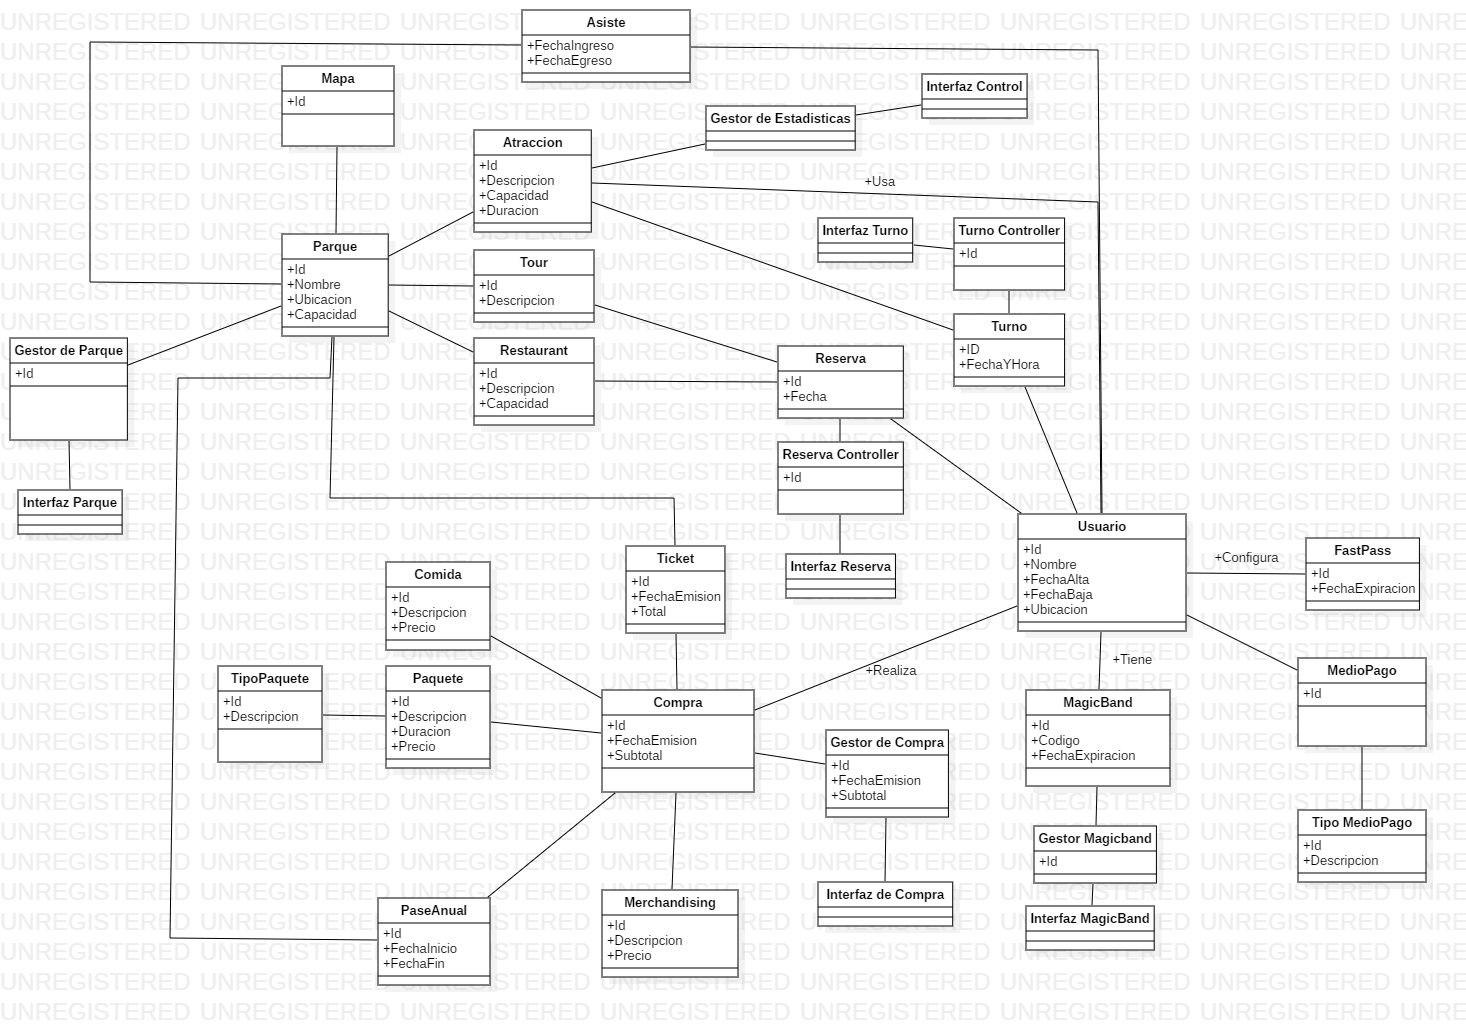 Asiste
+FechaIngreso
+FechaEgreso
Mapa
+Id
Interfaz Control
Gestor de Estadisticas
Atraccion
+Id
+Descripcion
+Capacidad
+Duracion
+Usa
Interfaz Turno
Turno Controller
+Id
Parque
+Id
+Nombre
+Ubicacion
+Capacidad
Tour
+Id
+Descripcion
Turno
+ID
+FechaYHora
Gestor de Parque
+Id
Restaurant
+Id
+Descripcion
+Capacidad
Reserva
+Id
+Fecha
Reserva Controller
+Id
Interfaz Parque
Interfaz Reserva
Usuario
+Id
+Nombre
+FechaAlta
+FechaBaja
+Ubicacion
+Configura
FastPass
+Id
+FechaExpiracion
Ticket
+Id
+FechaEmision
+Total
Comida
+Id
+Descripcion
+Precio
+Realiza
+Tiene
MedioPago
+Id
TipoPaquete
+Id
+Descripcion
Paquete
+Id
+Descripcion
+Duracion
+Precio
Compra
+Id
+FechaEmision
+Subtotal
MagicBand
+Id
+Codigo
+FechaExpiracion
Gestor de Compra
+Id
+FechaEmision
+Subtotal
Tipo MedioPago
+Id
+Descripcion
Gestor Magicband
+Id
Interfaz de Compra
Interfaz MagicBand
PaseAnual
+Id
+FechaInicio
+FechaFin
Merchandising
+Id
+Descripcion
+Precio
UNREGISTERED